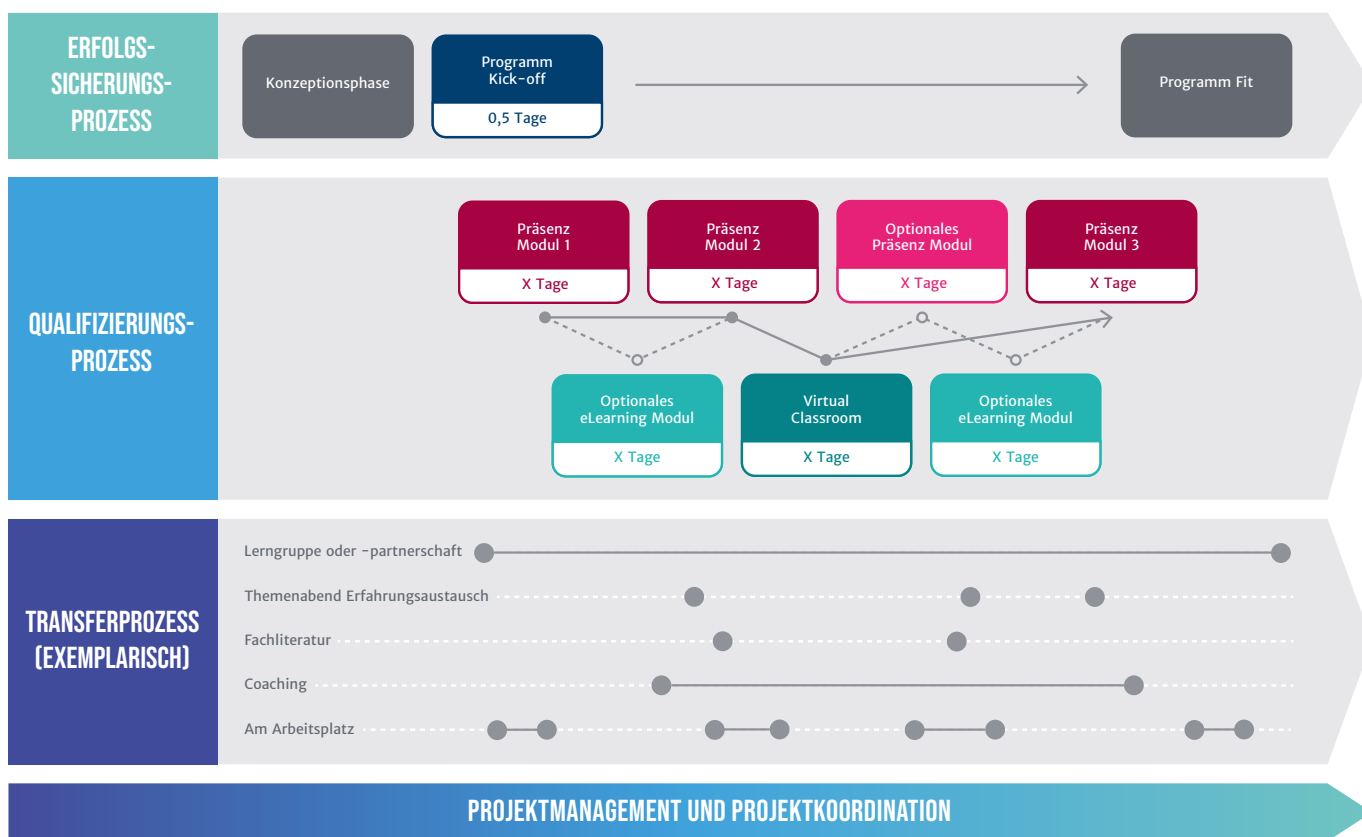 ERFOLGS-
SICHERUNGS-
PROZESS
Konzeptionsphase
Programm
Kick-off
0,5 Tage
Programm Fit
QUALIFIZIERUNGS-
PROZESS
Präsenz
Modul 1
X Tage
Präsenz
Modul 2
X Tage
Optionales
Präsenz Modul
X Tage
Präsenz
Modul 3
X Tage
Optionales
eLearning Modul
X Tage
Virtual
Classroom
X Tage
Optionales
eLearning Modul
X Tage
TRANSFERPROZESS
(EXEMPLARISCH)
Lerngruppe oder -partnerschaft
Themenabend Erfahrungsaustausch
Fachliteratur
Coaching
Am Arbeitsplatz
PROJEKTMANAGEMENT UND PROJEKTKOORDINATION